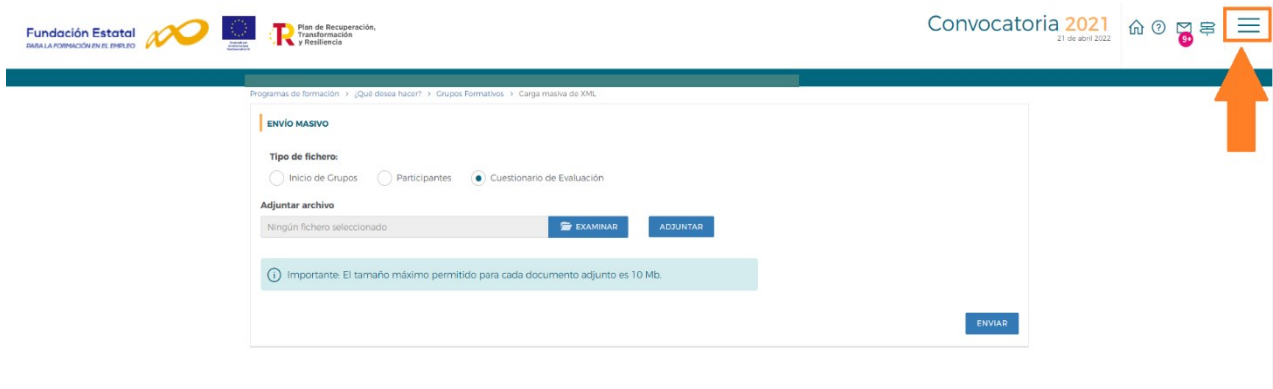 Fundación Estatal
PARA LA FORMACIÓN EN EL EMPLEO
Plan de Recuperación,
Transformación
y Resiliencia
Convocatoria 2021
21 de abril 2022
9+
Programas de formación > ¿Qué desea hacer? > Grupos Formativos > Carga masiva de XML
ENVÍO MASIVO
Tipo de fichero:
Inicio de Grupos Participantes Cuestionario de Evaluación
Adjuntar archivo
Ningún fichero seleccionado EXAMINAR ADJUNTAR
Importante: El tamaño máximo permitido para cada documento adjunto es 10 Mb.
ENVIAR